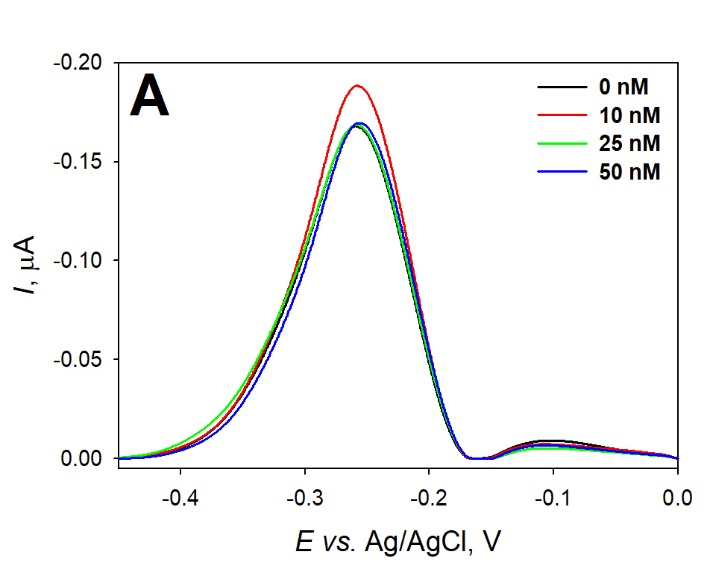 A
0 nM
10 nM
25 nM
50 nM
-0.20
-0.15
-0.10
-0.05
0.00
I, μA
-0.4 -0.3 -0.2 -0.1 0.0
E vs. Ag/AgCl, V